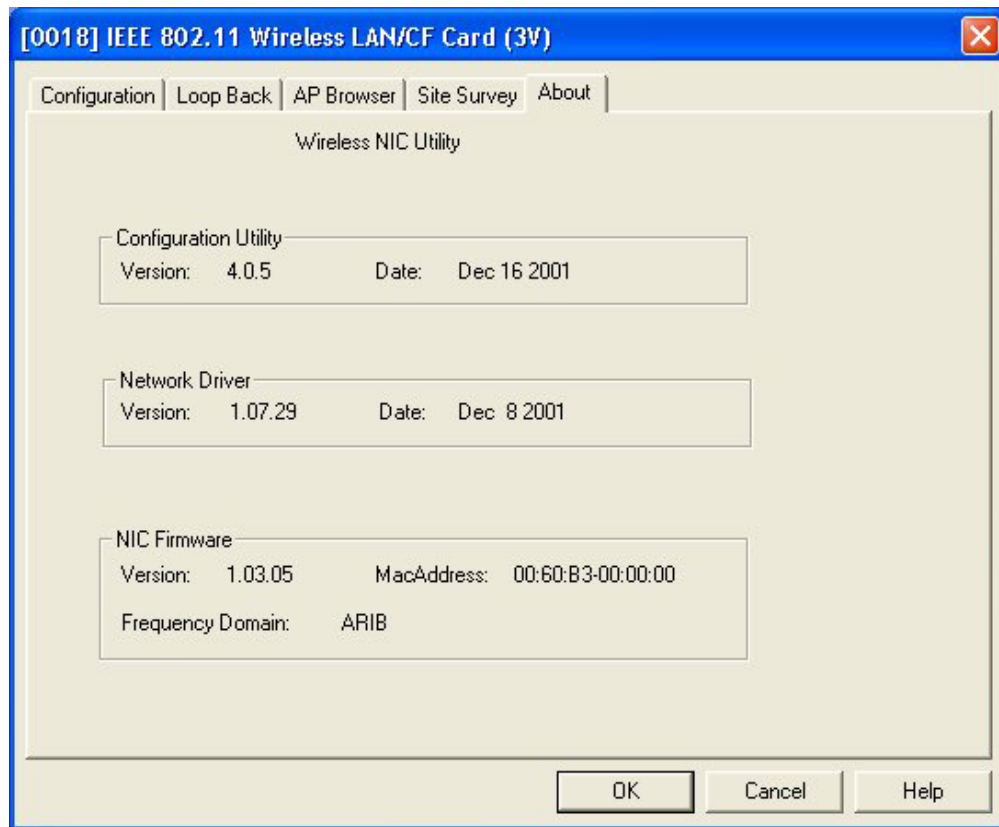 [0018] IEEE 802.11 Wireless LAN/CF Card (3V)
Configuration Loop Back AP Browser Site Survey About
Wireless NIC Utility
Configuration Utility
Version: 4.0.5 Date: Dec 16 2001
Network Driver
Version: 1.07.29 Date: Dec 8 2001
NIC Firmware
Version: 1.03.05 MacAddress: 00:60:B3-00:00:00
Frequency Domain: ARIB
OK Cancel Help